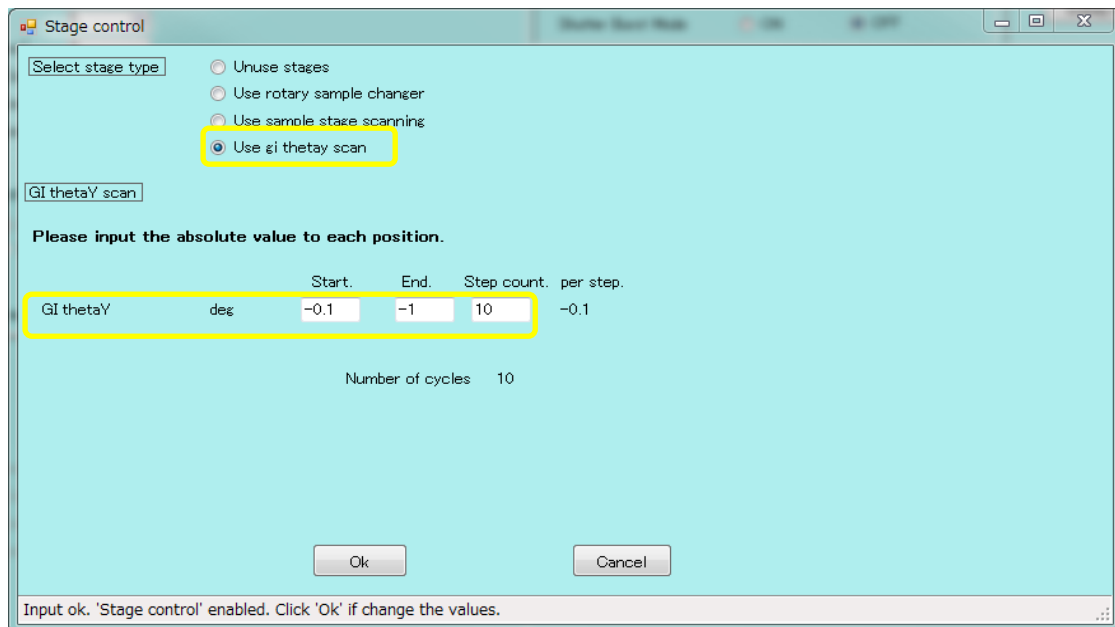 Stage control
Select stage type
Unuse stages
Use rotary sample changer
Use sample stage scanning
Use gi thetay scan
GI thetaY scan
Please input the absolute value to each position.
Start. End. Step count. per step.
GI thetaY deg -0.1 -1 10 -0.1
Number of cycles 10
Ok Cancel
Input ok. 'Stage control' enabled. Click 'Ok' if change the values.